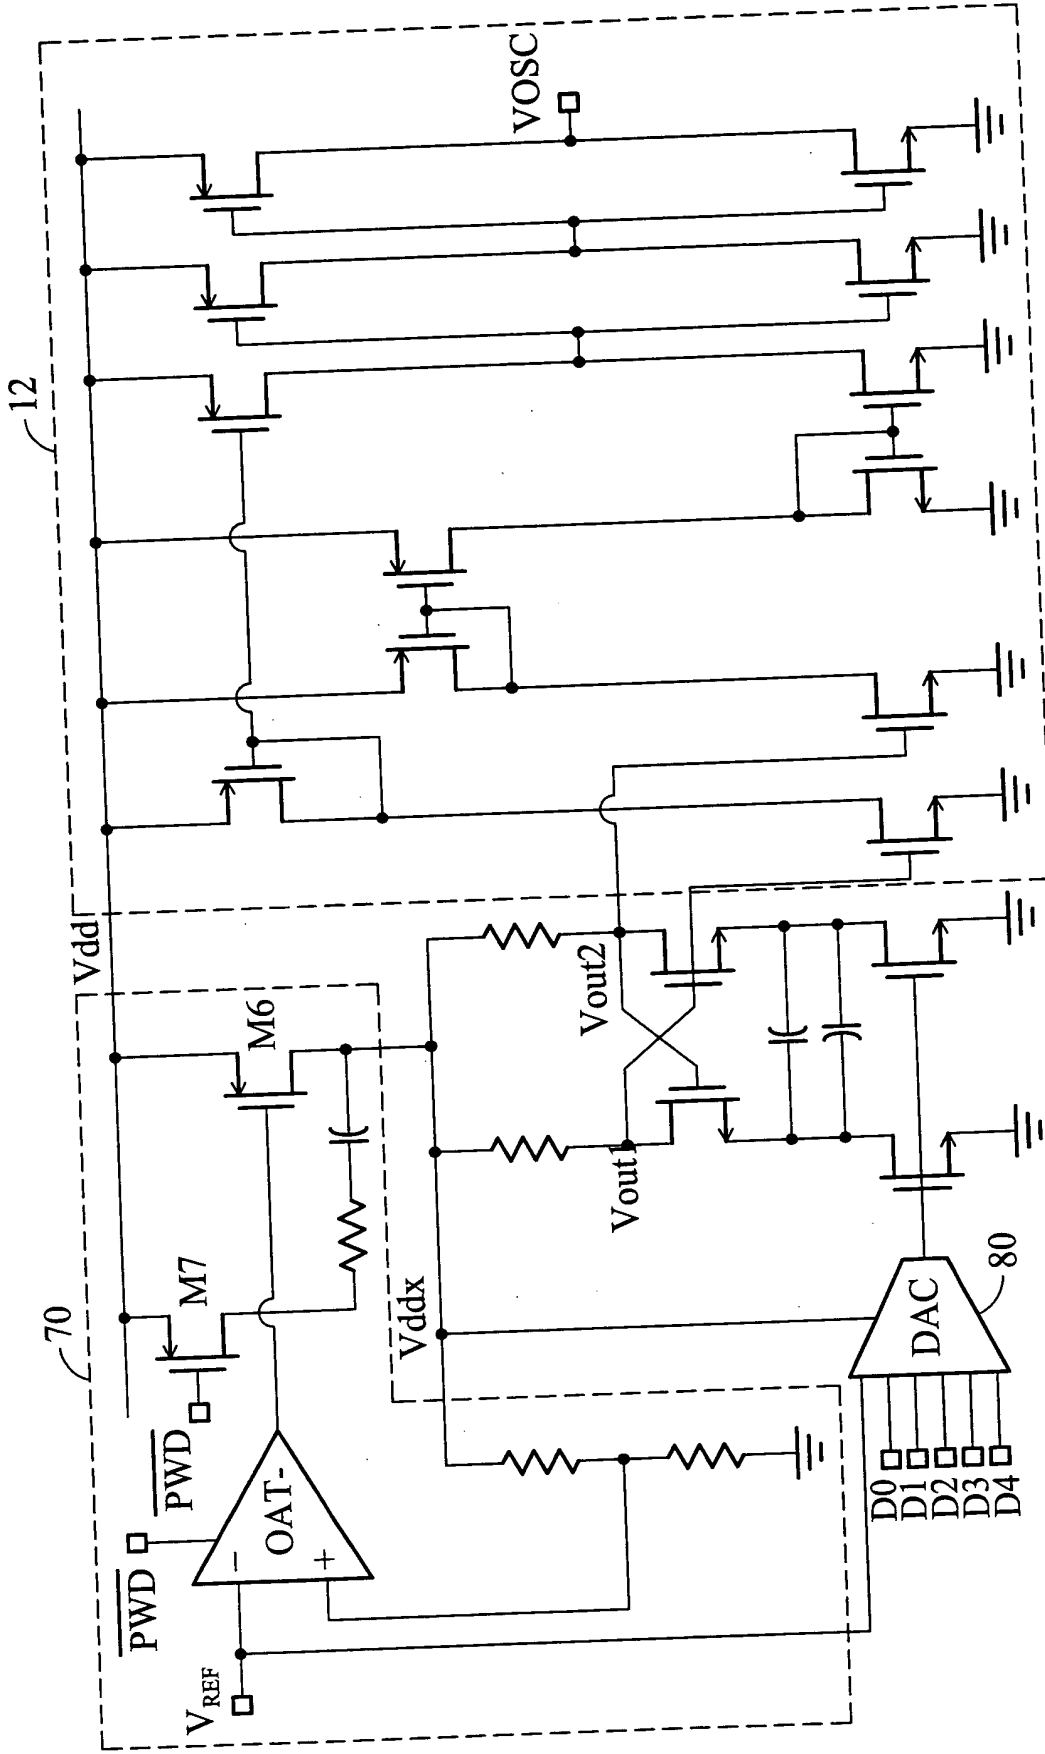 70
12
Vdd
VOSC
M6
M7
PWD
PWD
OAT-
−
+
VREF
Vddx
Vout2
Vout1
DAC
80
D0
D1
D2
D3
D4